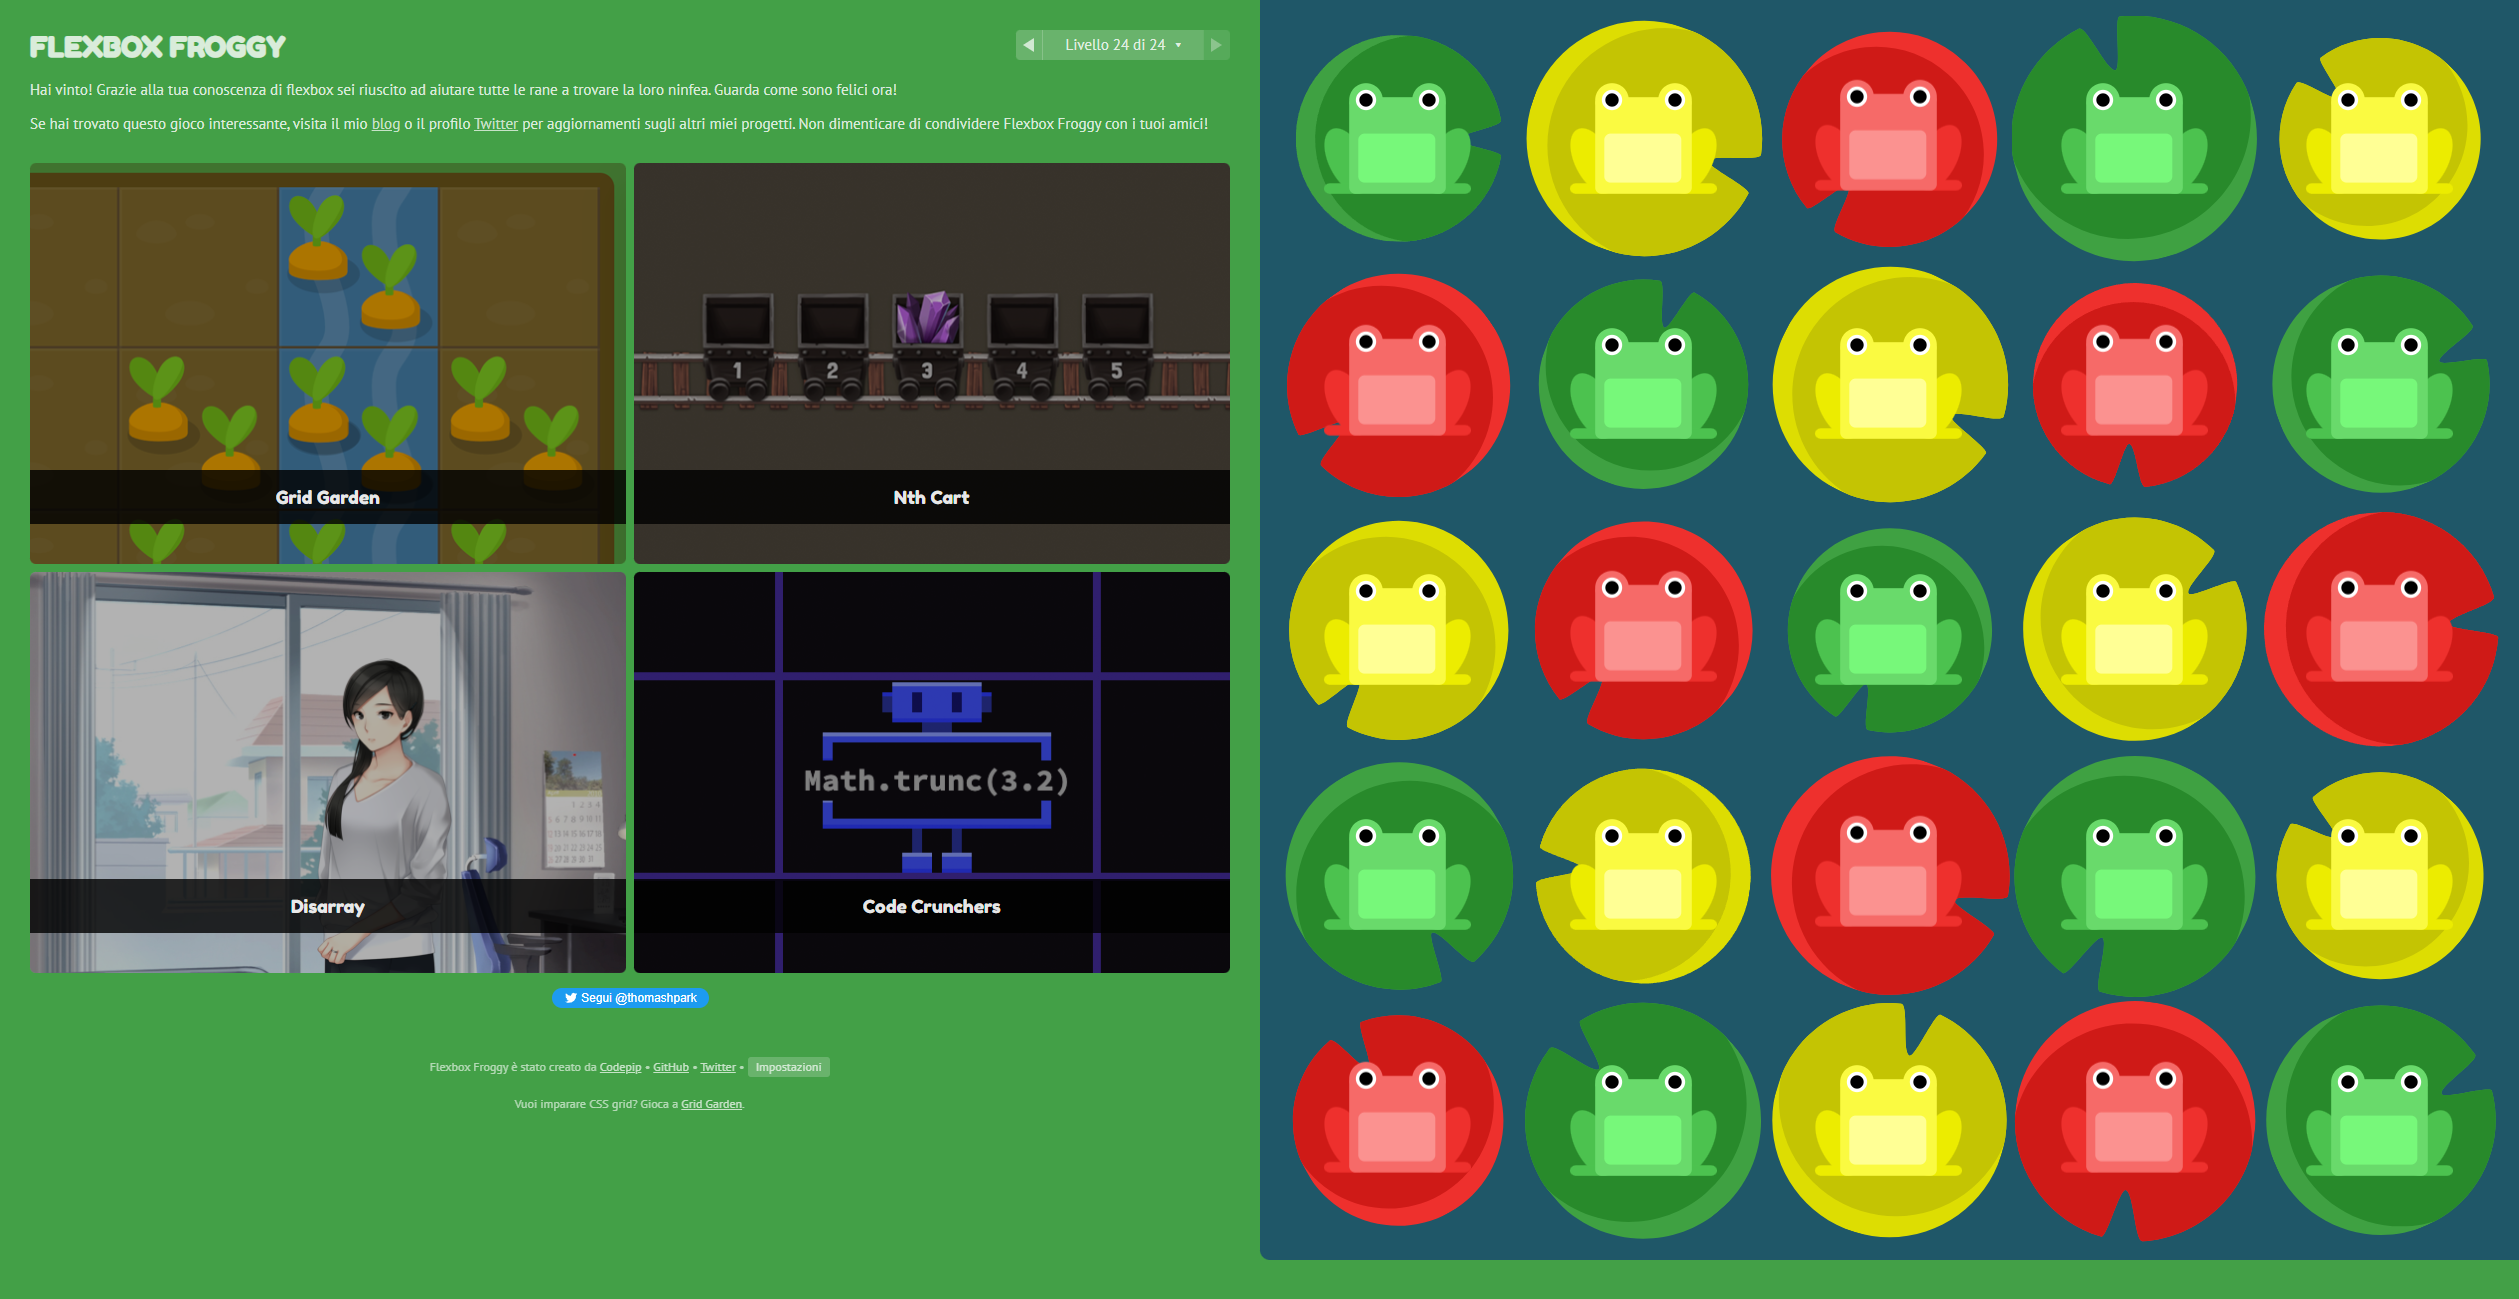 FLEXBOX FROGGY
Livello 24 di 24
Hai vinto! Grazie alla tua conoscenza di flexbox sei riuscito ad aiutare tutte le rane a trovare la loro ninfea. Guarda come sono felici ora!
Se hai trovato questo gioco interessante, visita il mio blog o il profilo Twitter per aggiornamenti sugli altri miei progetti. Non dimenticare di condividere Flexbox Froggy con i tuoi amici!
Grid Garden
1 2 3 4 5
Nth Cart
Disarray
Math.trunc(3.2)
Code Crunchers
Segui @thomashpark
Flexbox Froggy è stato creato da Codepip • GitHub • Twitter • Impostazioni
Vuoi imparare CSS grid? Gioca a Grid Garden.